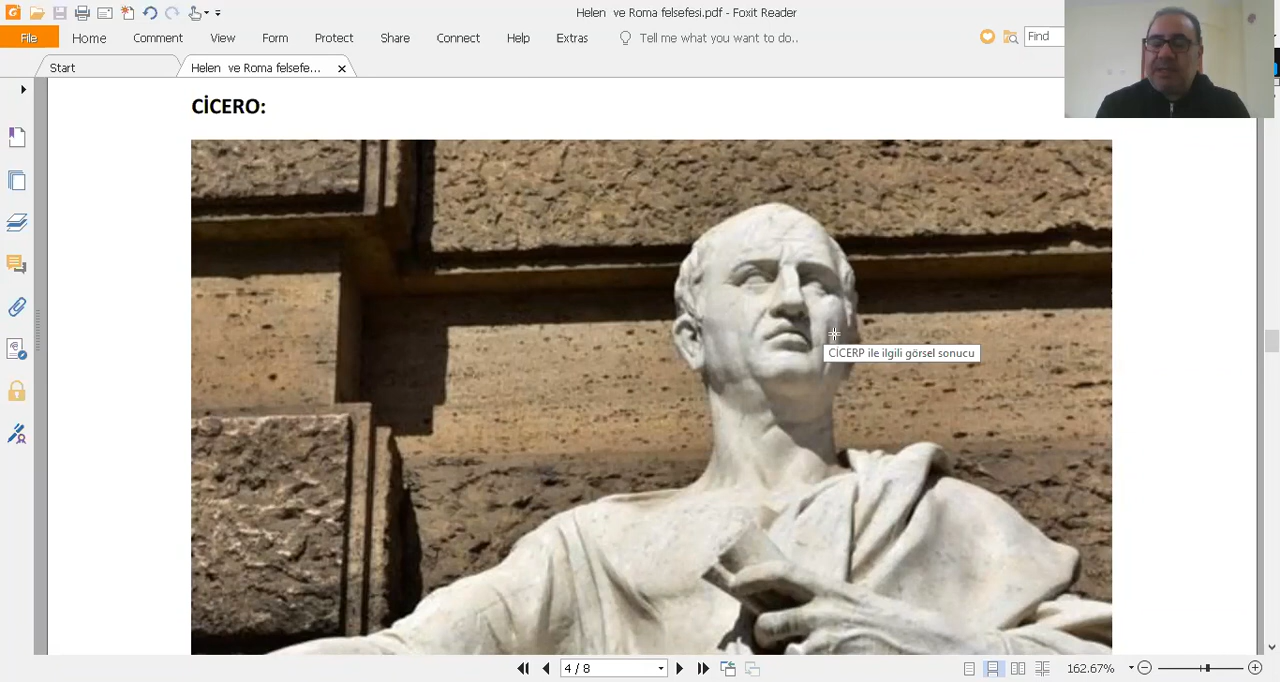 Helen ve Roma felsefesi.pdf - Foxit Reader
File Home Comment View Form Protect Share Connect Help Extras Tell me what you want to do.. Find
Start Helen ve Roma felsefe...
CİCERO:
CİCERP ile ilgili görsel sonucu
4 / 8 162.67%